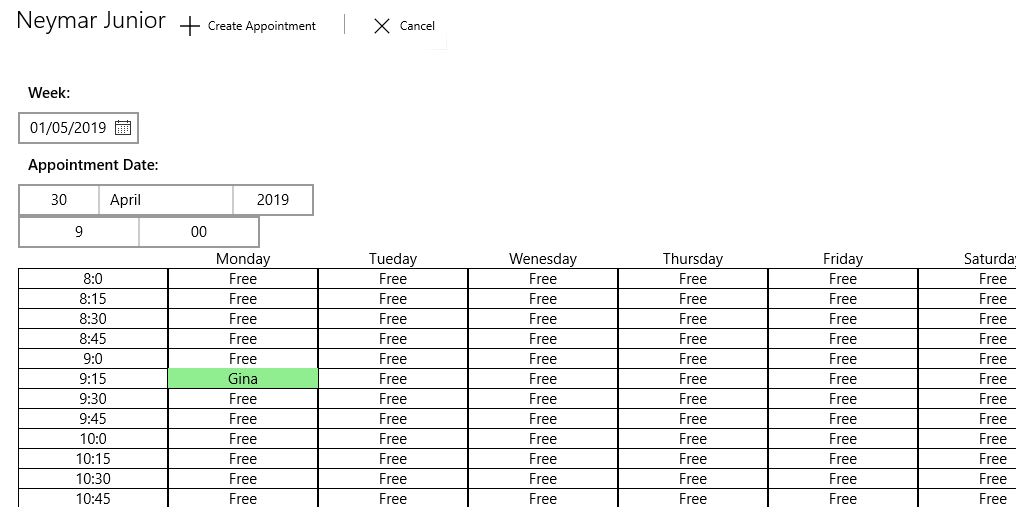 Neymar Junior Create Appointment Cancel
Week:
01/05/2019
Appointment Date:
30 April 2019
9 00
Monday Tueday Wenesday Thursday Friday Saturday
8:0 Free Free Free Free Free Free
8:15 Free Free Free Free Free Free
8:30 Free Free Free Free Free Free
8:45 Free Free Free Free Free Free
9:0 Free Free Free Free Free Free
9:15 Gina Free Free Free Free Free
9:30 Free Free Free Free Free Free
9:45 Free Free Free Free Free Free
10:0 Free Free Free Free Free Free
10:15 Free Free Free Free Free Free
10:30 Free Free Free Free Free Free
10:45 Free Free Free Free Free Free